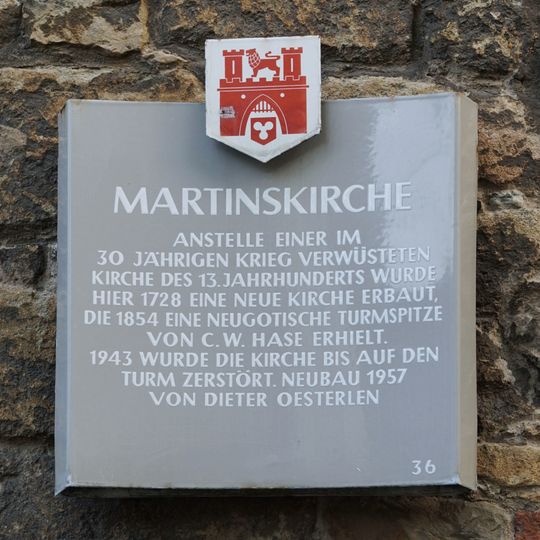 MARTINSKIRCHE
ANSTELLE EINER IM
30 JÄHRIGEN KRIEG VERWÜSTETEN
KIRCHE DES 13. JAHRHUNDERTS WURDE
HIER 1728 EINE NEUE KIRCHE ERBAUT,
DIE 1854 EINE NEUGOTISCHE TURMSPITZE
VON C.W. HASE ERHIELT.
1943 WURDE DIE KIRCHE BIS AUF DEN
TURM ZERSTÖRT. NEUBAU 1957
VON DIETER OESTERLEN
36